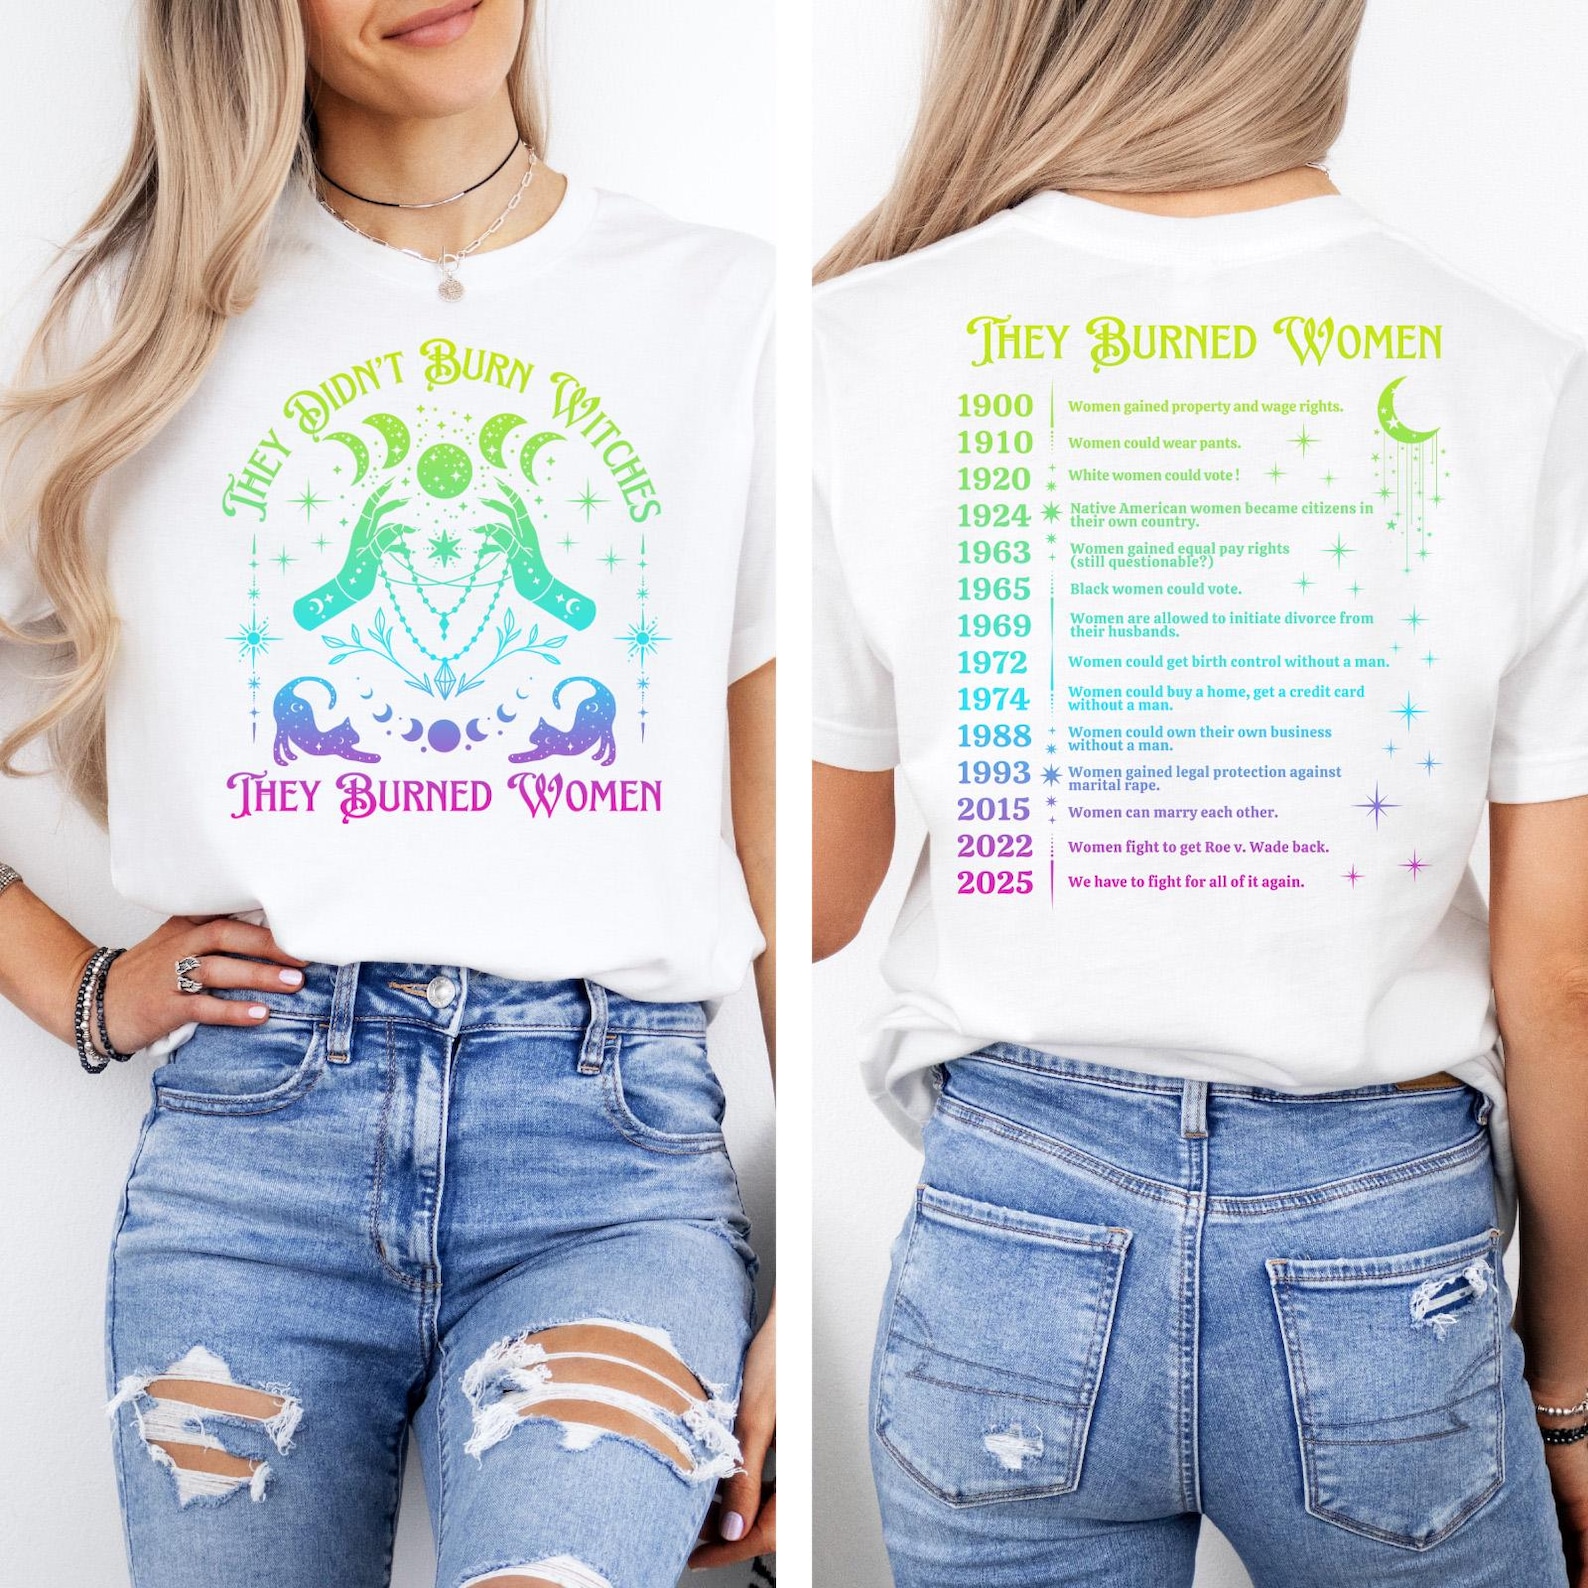 They Didn't Burn Witches
They Burned Women
They Burned Women
1900 Women gained property and wage rights.
1910 Women could wear pants.
1920 White women could vote!
1924 Native American women became citizens in
their own country.
1963 Women gained equal pay rights
(still questionable?)
1965 Black women could vote.
1969 Women are allowed to initiate divorce from
their husbands.
1972 Women could get birth control without a man.
1974 Women could buy a home, get a credit card
without a man.
1988 Women could own their own business
without a man.
1993 Women gained legal protection against
marital rape.
2015 Women can marry each other.
2022 Women fight to get Roe v. Wade back.
2025 We have to fight for all of it again.